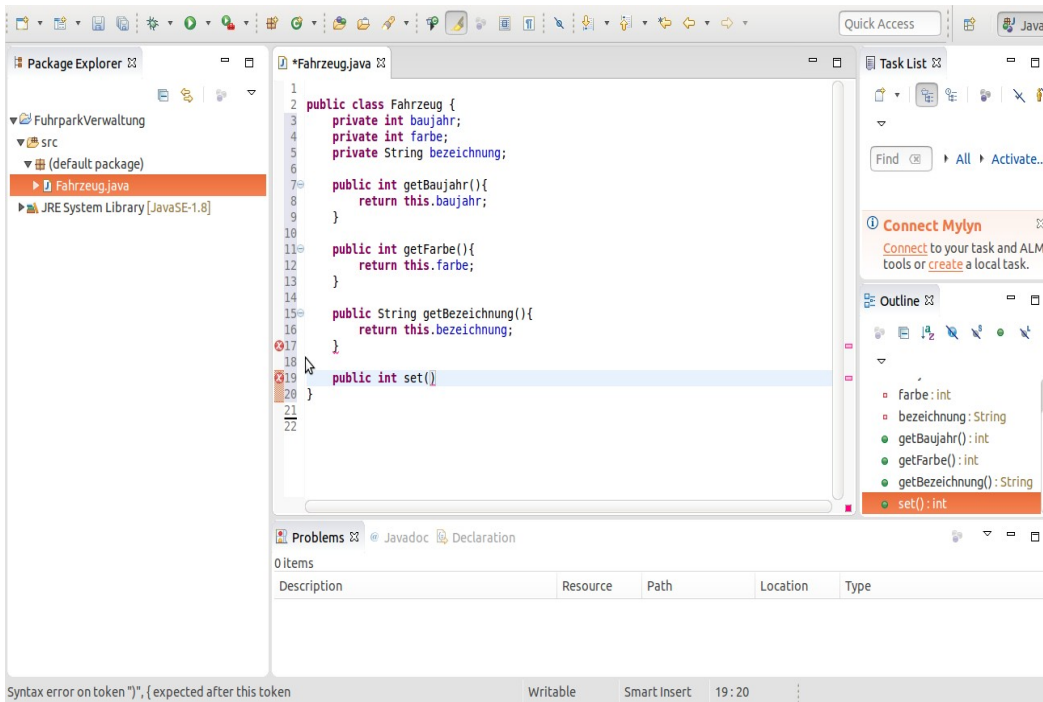 Quick Access
Java
Package Explorer
FuhrparkVerwaltung
src
(default package)
Fahrzeug.java
JRE System Library [JavaSE-1.8]
*Fahrzeug.java
1
2 public class Fahrzeug {
3 private int baujahr;
4 private int farbe;
5 private String bezeichnung;
6
7 public int getBaujahr(){
8 return this.baujahr;
9 }
10
11 public int getFarbe(){
12 return this.farbe;
13 }
14
15 public String getBezeichnung(){
16 return this.bezeichnung;
17 }
18
19 public int set()
20 }
21
22
Task List
Find
All
Activate...
Connect Mylyn
Connect to your task and ALM
tools or create a local task.
Outline
farbe : int
bezeichnung : String
getBaujahr() : int
getFarbe() : int
getBezeichnung() : String
set() : int
Problems @ Javadoc Declaration
0 items
Description Resource Path Location Type
Syntax error on token ")", { expected after this token Writable Smart Insert 19 : 20